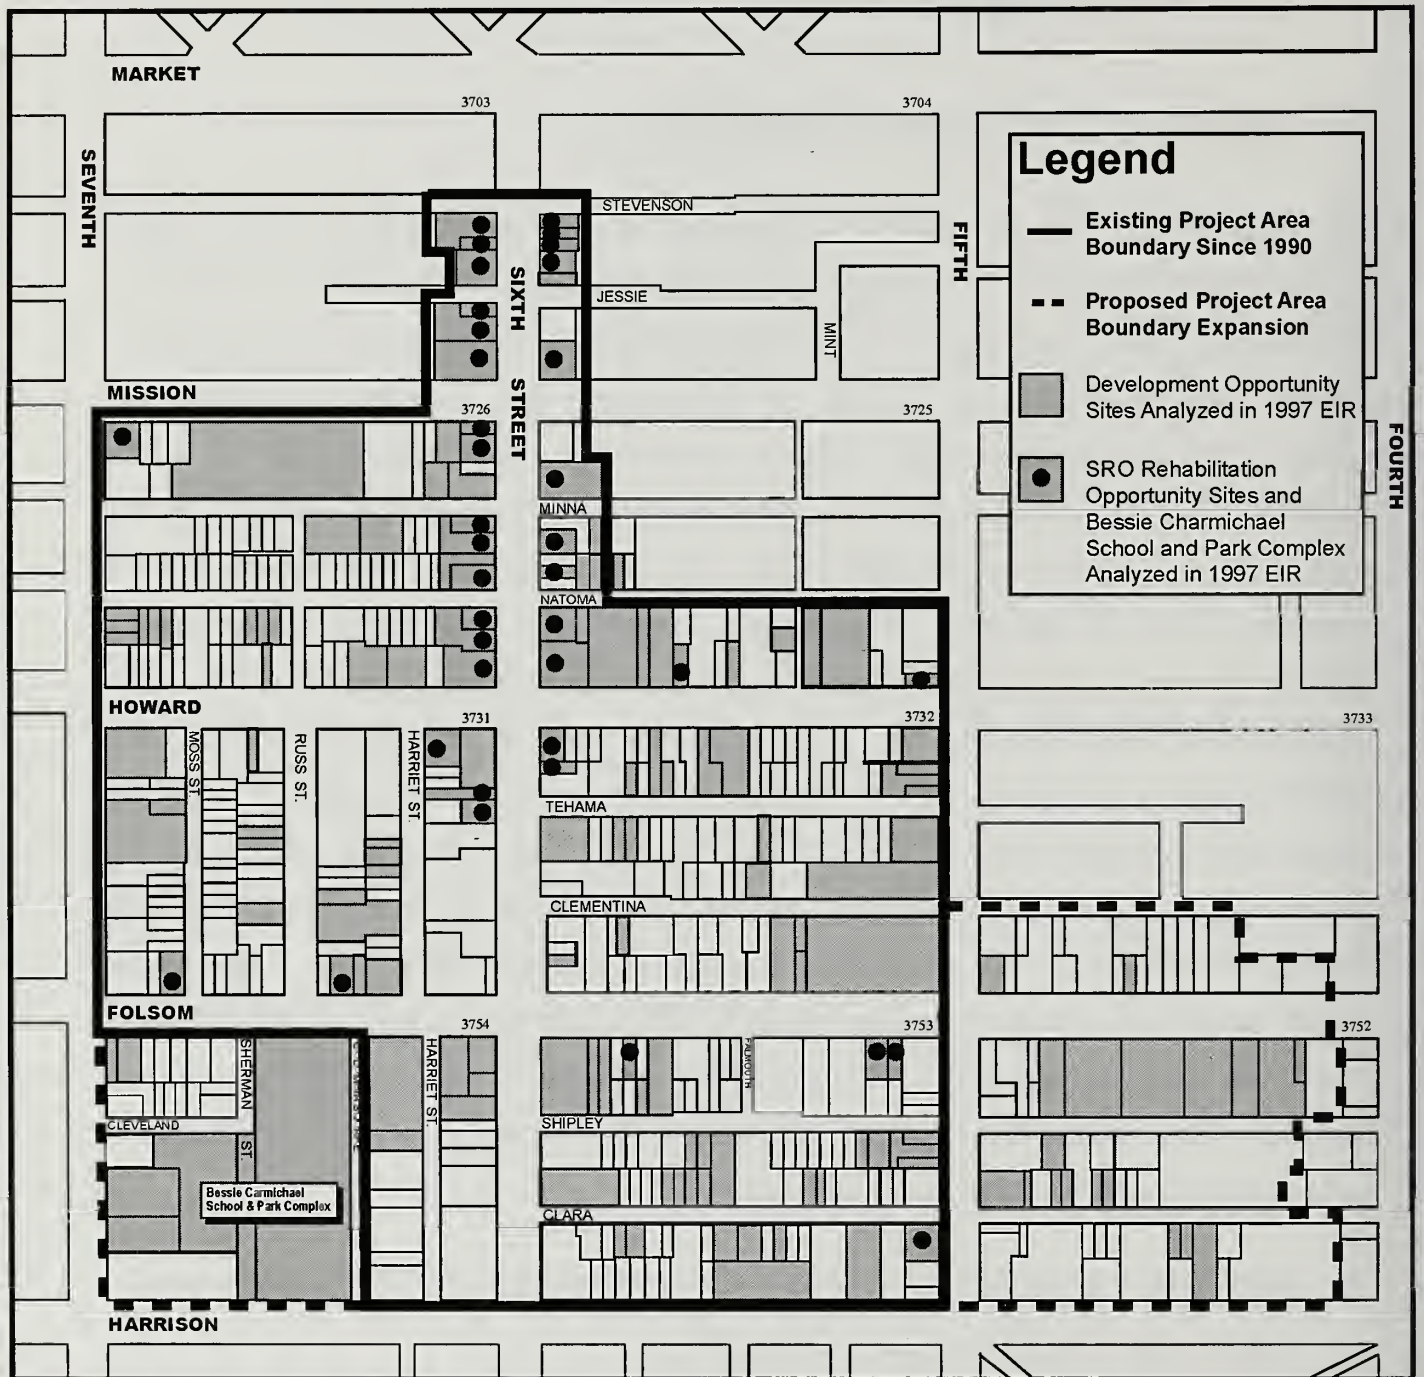 MARKET
3703
3704
SEVENTH
Legend
STEVENSON
Existing Project Area
Boundary Since 1990
FIFTH
SIXTH
STREET
JESSIE
Proposed Project Area
Boundary Expansion
MINT
MISSION
Development Opportunity
Sites Analyzed in 1997 EIR
3726
3725
FOURTH
SRO Rehabilitation
Opportunity Sites and
Bessie Charmichael
School and Park Complex
Analyzed in 1997 EIR
MINNA
NATOMA
HOWARD
3731
3732
3733
MOSS ST.
RUSS ST.
HARRIET ST.
TEHAMA
CLEMENTINA
FOLSOM
3754
3753
3752
SHERMAN
ST.
HARRIET ST.
FALMOUTH
CLEVELAND
SHIPLEY
Bessie Carmichael
School & Park Complex
CLARA
HARRISON